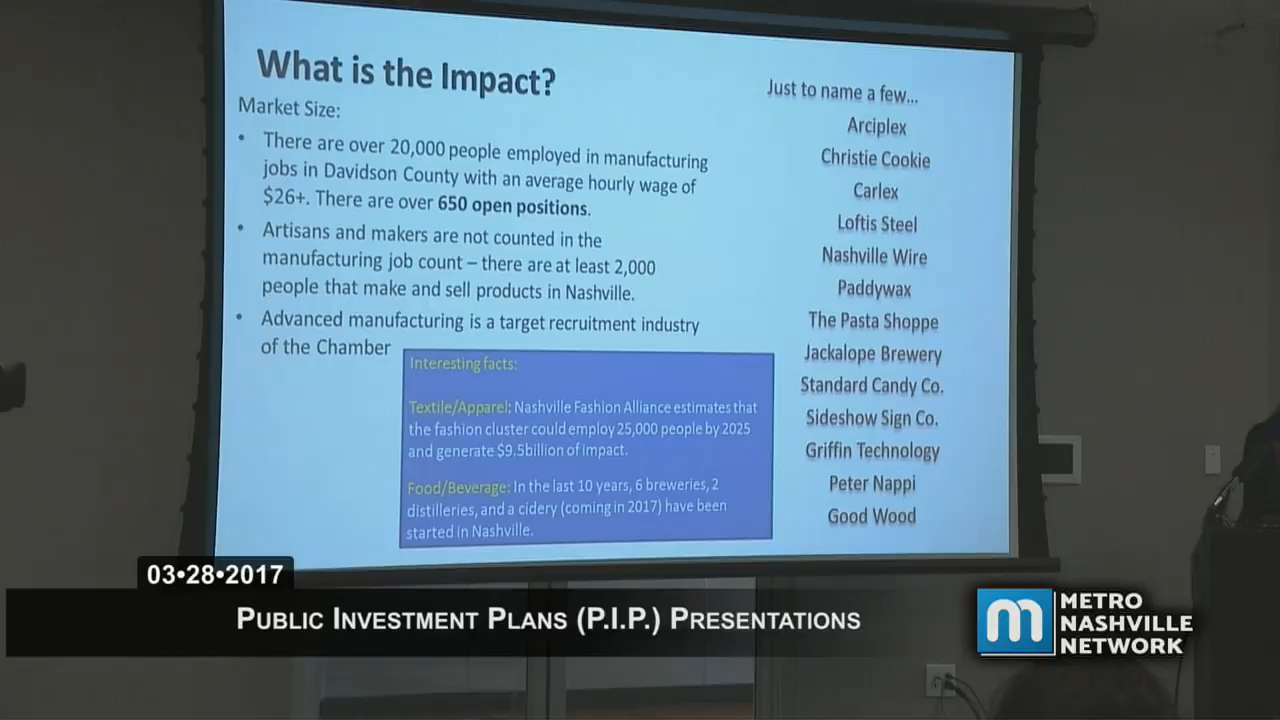 What is the Impact?
Market Size:
• There are over 20,000 people employed in manufacturing
jobs in Davidson County with an average hourly wage of
$26+. There are over 650 open positions.
• Artisans and makers are not counted in the
manufacturing job count – there are at least 2,000
people that make and sell products in Nashville.
• Advanced manufacturing is a target recruitment industry
of the Chamber
Interesting facts:
Textile/Apparel: Nashville Fashion Alliance estimates that
the fashion cluster could employ 25,000 people by 2025
and generate $9.5billion of impact.
Food/Beverage: In the last 10 years, 6 breweries, 2
distilleries, and a cidery (coming in 2017) have been
started in Nashville.
Just to name a few...
Arciplex
Christie Cookie
Carlex
Loftis Steel
Nashville Wire
Paddywax
The Pasta Shoppe
Jackalope Brewery
Standard Candy Co.
Sideshow Sign Co.
Griffin Technology
Peter Nappi
Good Wood
03•28•2017
PUBLIC INVESTMENT PLANS (P.I.P.) PRESENTATIONS
m
METRO
NASHVILLE
NETWORK